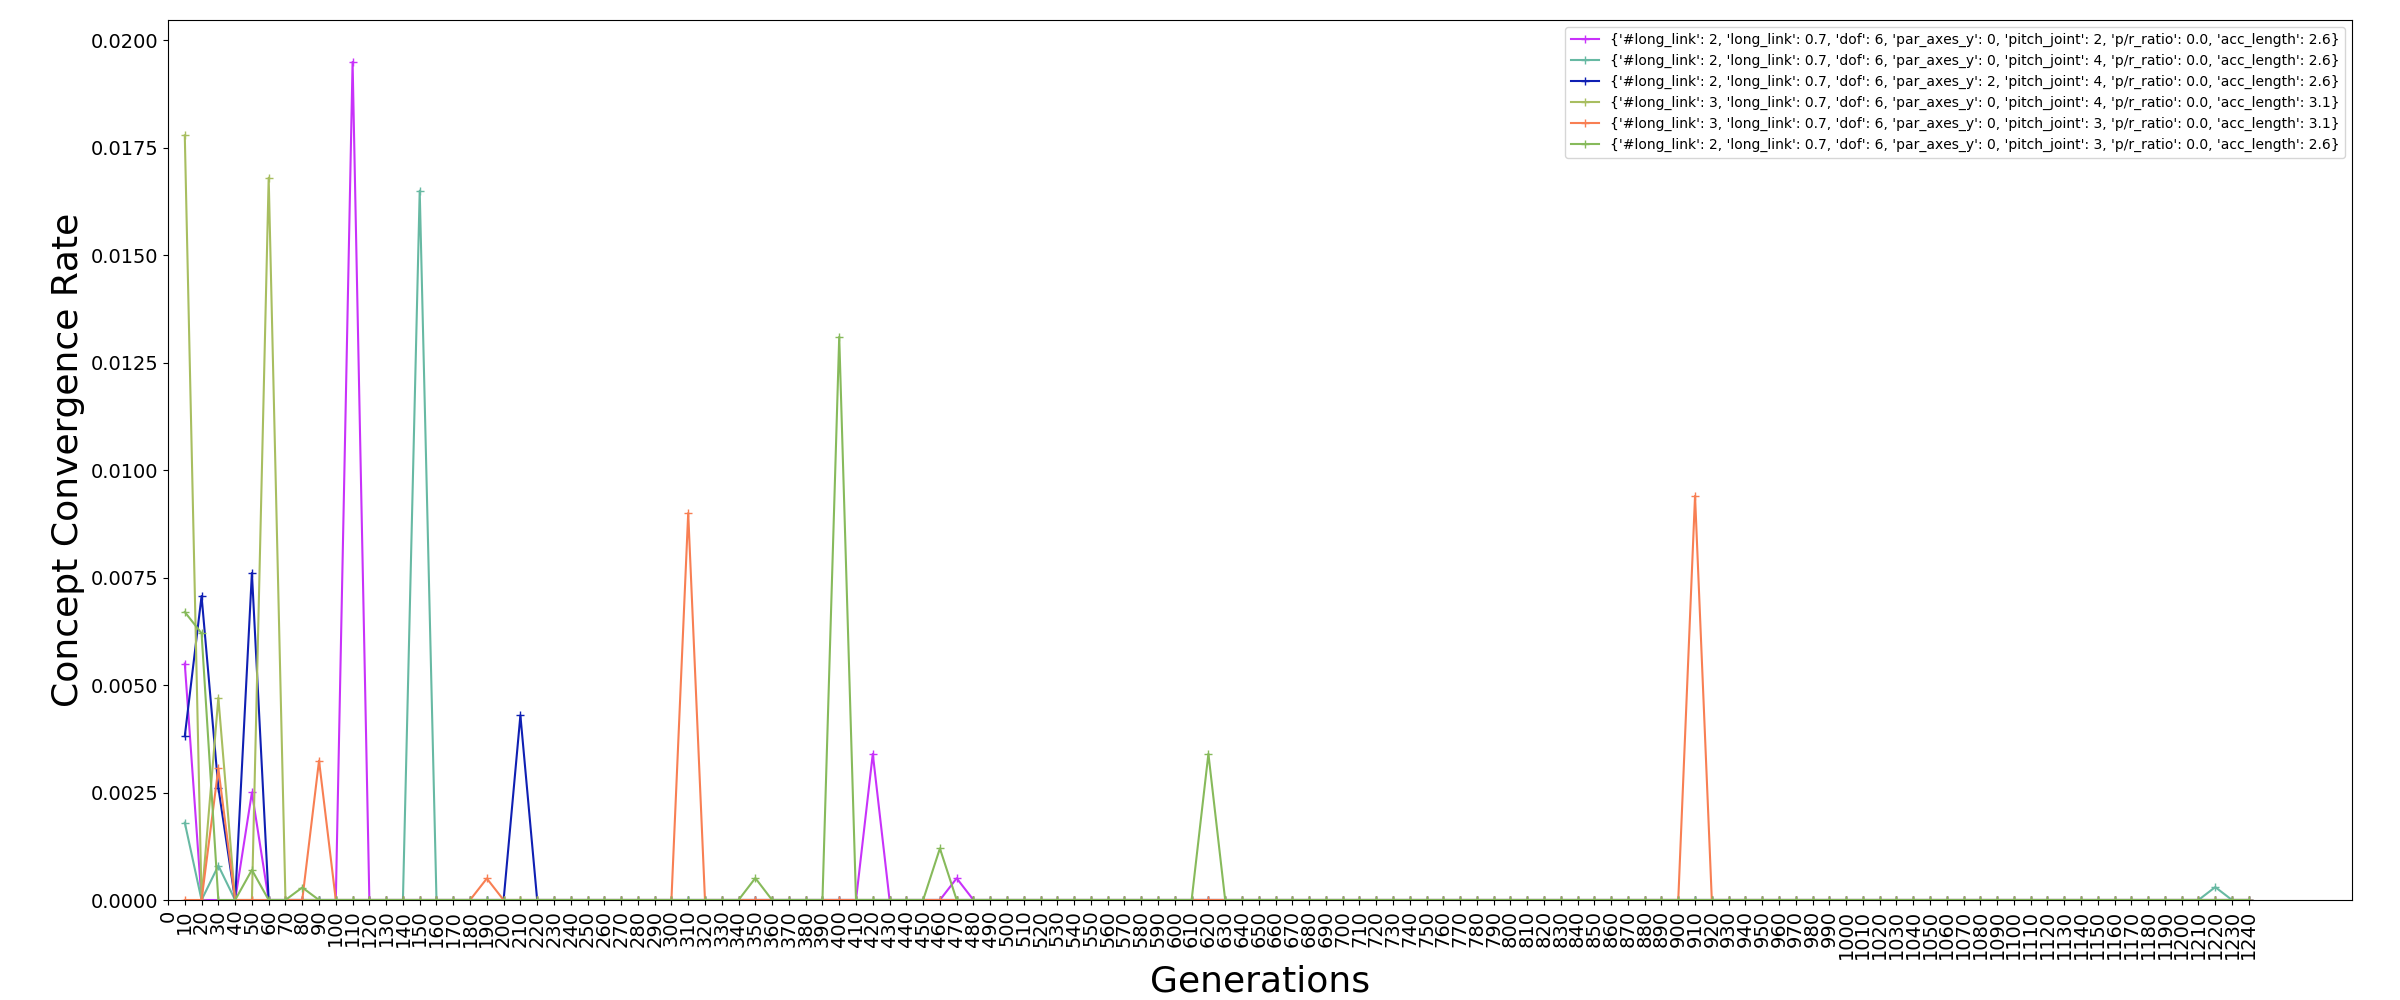 {'#long_link': 2, 'long_link': 0.7, 'dof': 6, 'par_axes_y': 0, 'pitch_joint': 2, 'p/r_ratio': 0.0, 'acc_length': 2.6}
{'#long_link': 2, 'long_link': 0.7, 'dof': 6, 'par_axes_y': 0, 'pitch_joint': 4, 'p/r_ratio': 0.0, 'acc_length': 2.6}
{'#long_link': 2, 'long_link': 0.7, 'dof': 6, 'par_axes_y': 2, 'pitch_joint': 4, 'p/r_ratio': 0.0, 'acc_length': 2.6}
{'#long_link': 3, 'long_link': 0.7, 'dof': 6, 'par_axes_y': 0, 'pitch_joint': 4, 'p/r_ratio': 0.0, 'acc_length': 3.1}
{'#long_link': 3, 'long_link': 0.7, 'dof': 6, 'par_axes_y': 0, 'pitch_joint': 3, 'p/r_ratio': 0.0, 'acc_length': 3.1}
{'#long_link': 2, 'long_link': 0.7, 'dof': 6, 'par_axes_y': 0, 'pitch_joint': 3, 'p/r_ratio': 0.0, 'acc_length': 2.6}
Concept Convergence Rate
0.0200
0.0175
0.0150
0.0125
0.0100
0.0075
0.0050
0.0025
0.0000
0 10 20 30 40 50 60 70 80 90 100 110 120 130 140 150 160 170 180 190 200 210 220 230 240 250 260 270 280 290 300 310 320 330 340 350 360 370 380 390 400 410 420 430 440 450 460 470 480 490 500 510 520 530 540 550 560 570 580 590 600 610 620 630 640 650 660 670 680 690 700 710 720 730 740 750 760 770 780 790 800 810 820 830 840 850 860 870 880 890 900 910 920 930 940 950 960 970 980 990 1000 1010 1020 1030 1040 1050 1060 1070 1080 1090 1100 1110 1120 1130 1140 1150 1160 1170 1180 1190 1200 1210 1220 1230 1240
Generations